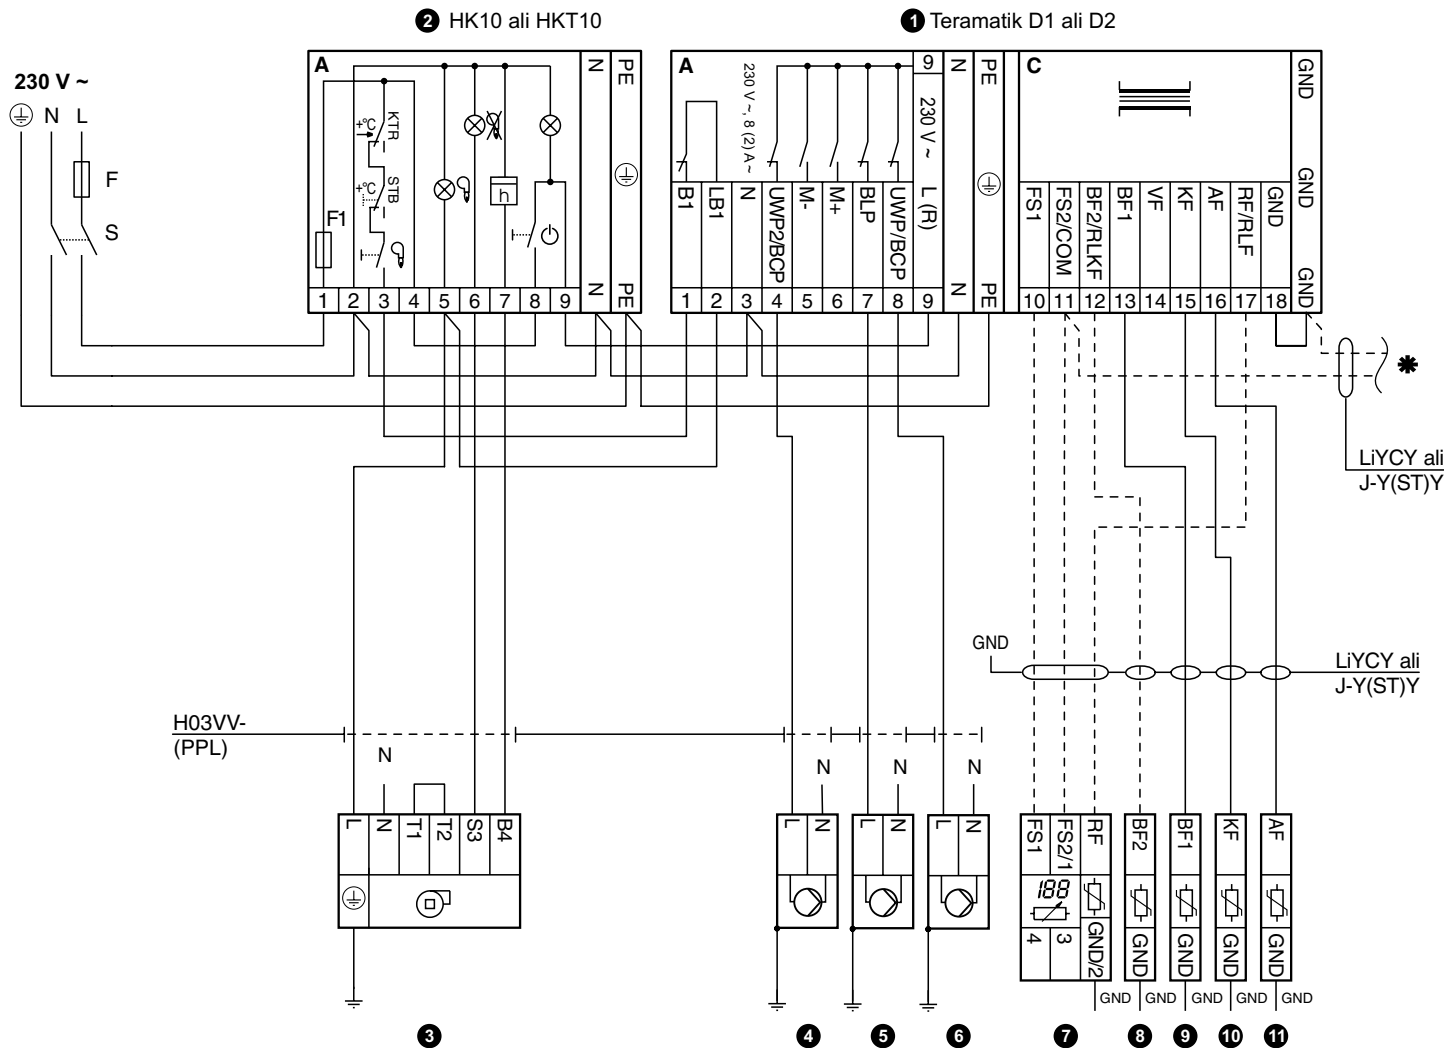 2 HK10 ali HKT10
1 Teramatik D1 ali D2
230 V ~
N L
F
S
A
F1
KTR
+°C
STB
+°C
h
N
PE
1 2 3 4 5 6 7 8 9 N PE
A
230 V ~, 8 (2) A ~
9
N
PE
230 V ~
B1
LB1
N
UWP2/BCP
M-
M+
BLP
UWP/BCP
L (R)
1 2 3 4 5 6 7 8 9 N PE
C
GND
GND
GND
FS1
FS2/COM
BF2/RLKF
BF1
VF
KF
AF
RF/RLF
GND
10 11 12 13 14 15 16 17 18
*
LiYCY ali
J-Y(ST)Y
GND
LiYCY ali
J-Y(ST)Y
H03VV-
(PPL)
N
N
N
N
L
N
T1
T2
S3
B4
L
N
L
N
L
N
FS1
FS2/1
RF
188
4
3
GND/2
BF2
GND
BF1
GND
KF
GND
AF
GND
GND GND GND GND GND
3 4 5 6 7 8 9 10 11